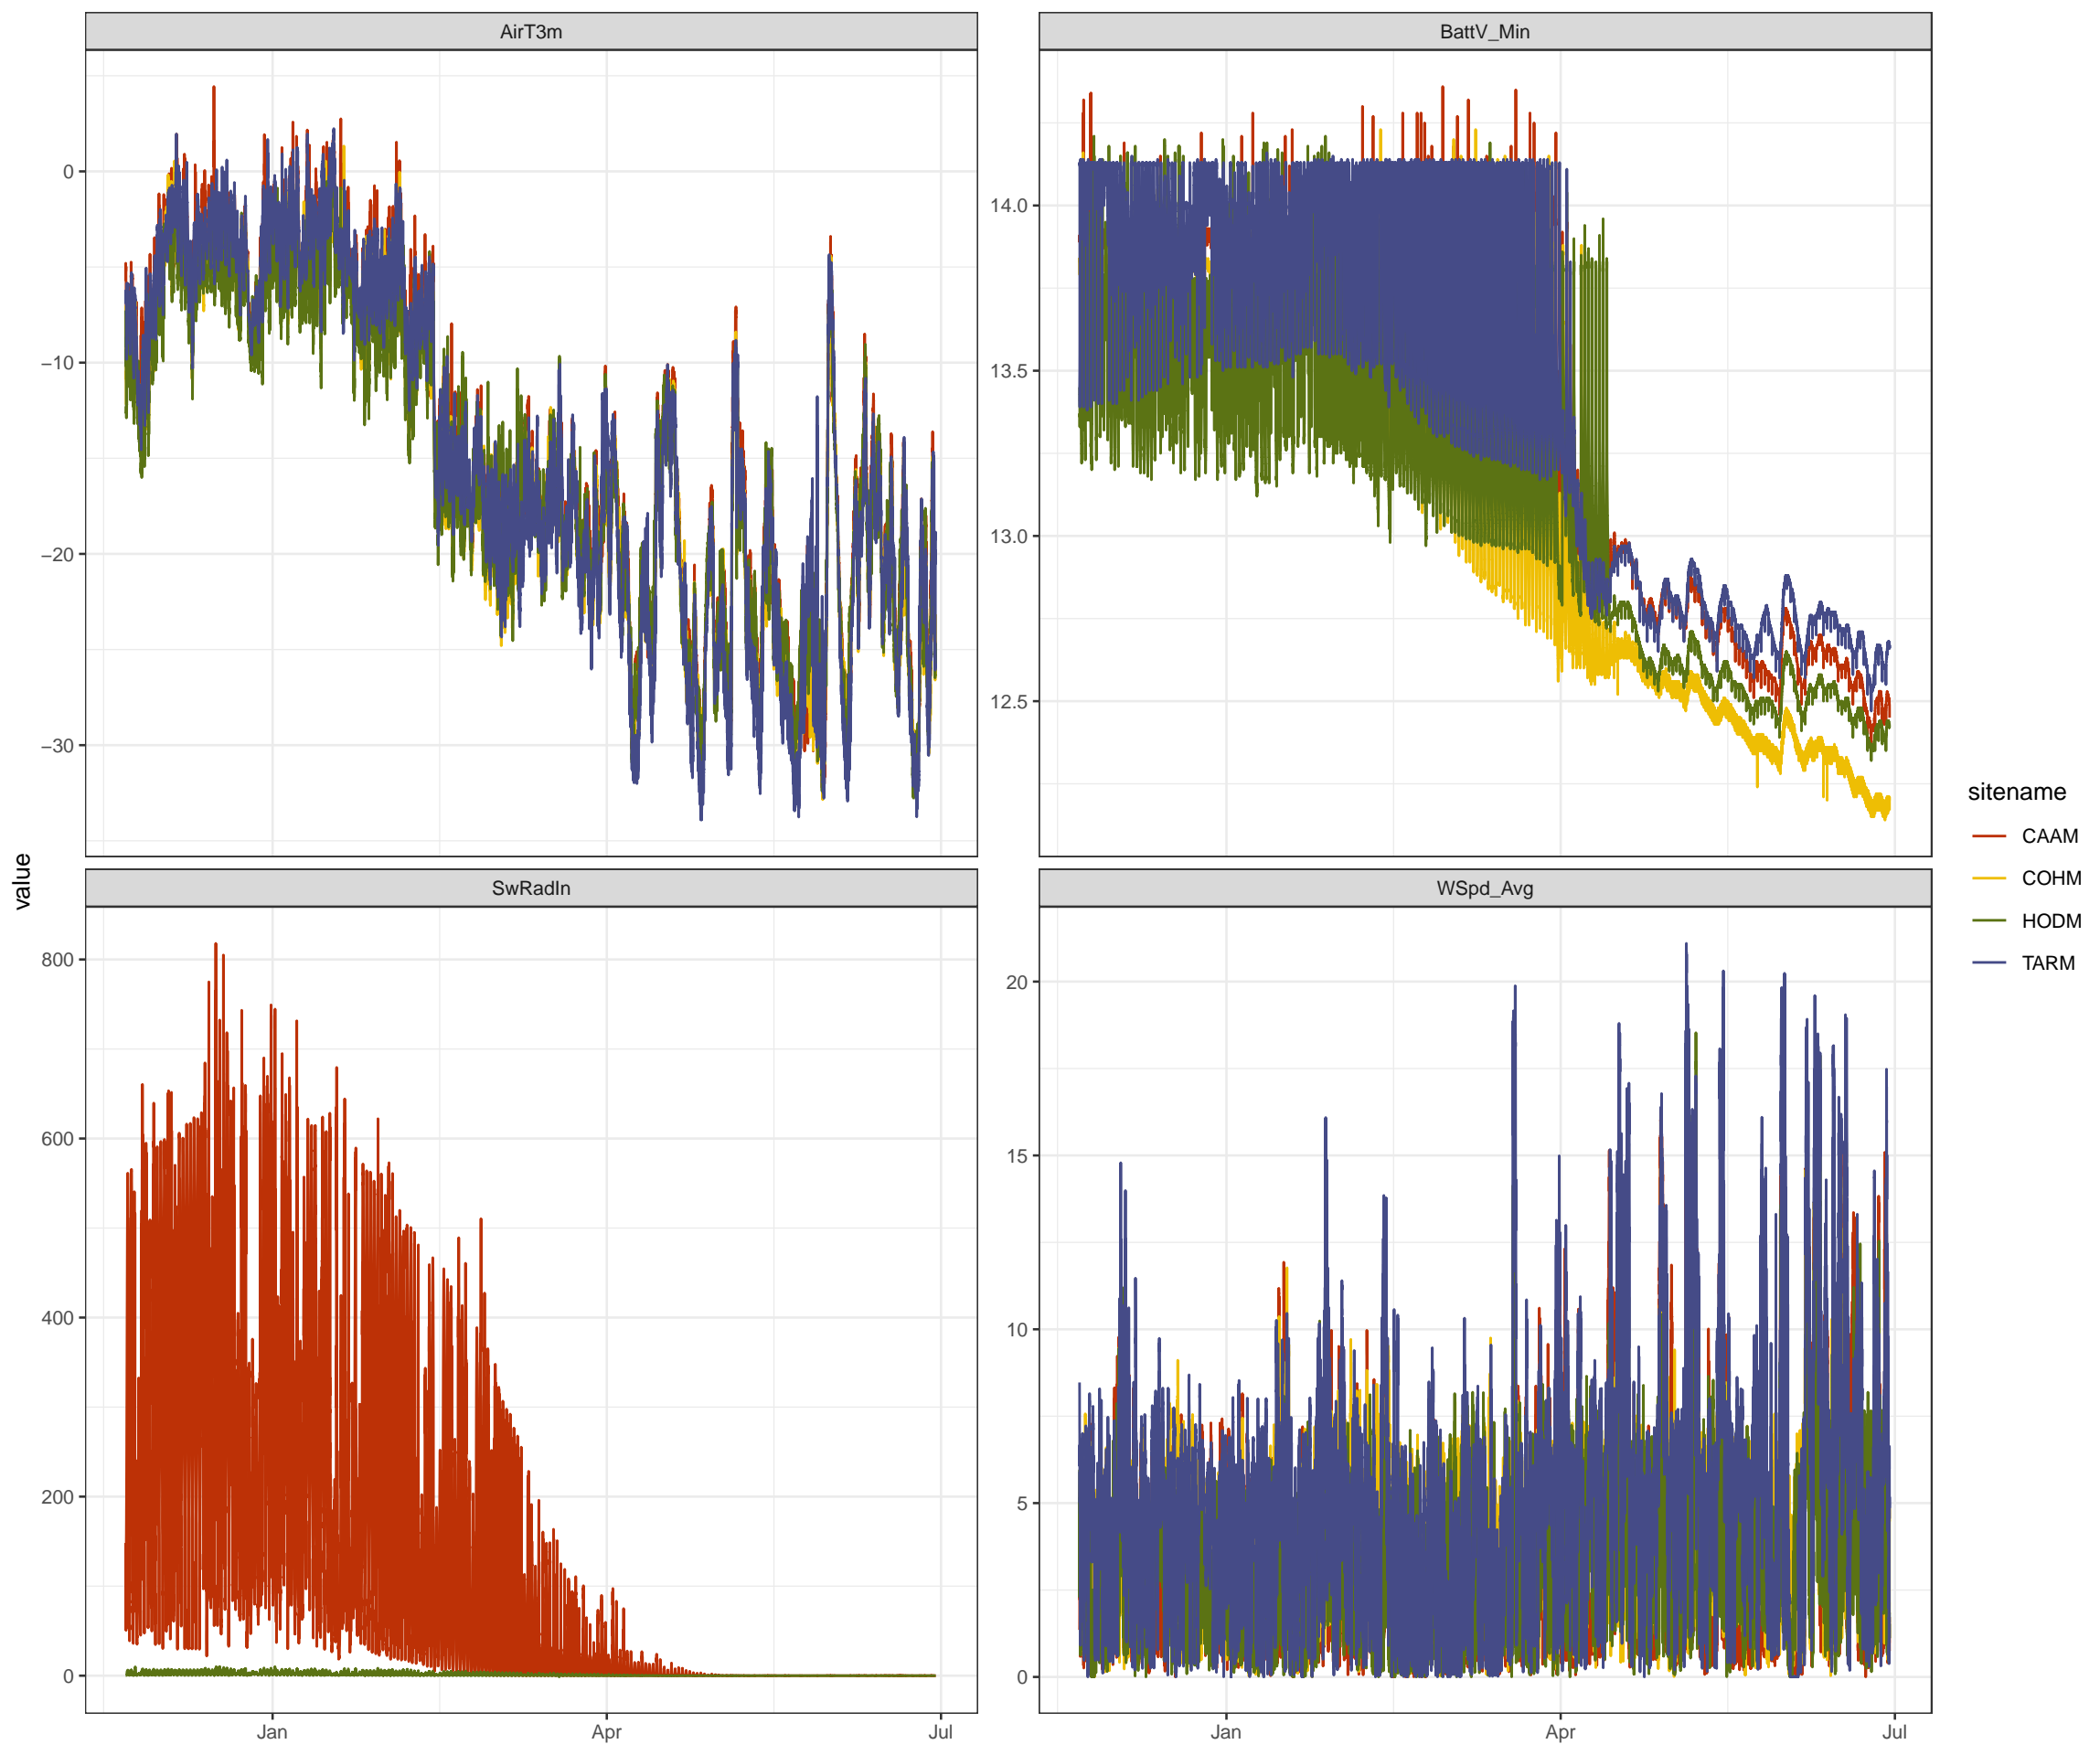 AirT3m
BattV_Min
0
−10
−20
−30
14.0
13.5
13.0
12.5
value
SwRadIn
WSpd_Avg
800
600
400
200
0
20
15
10
5
0
Jan
Apr
Jul
Jan
Apr
Jul
sitename
CAAM
COHM
HODM
TARM